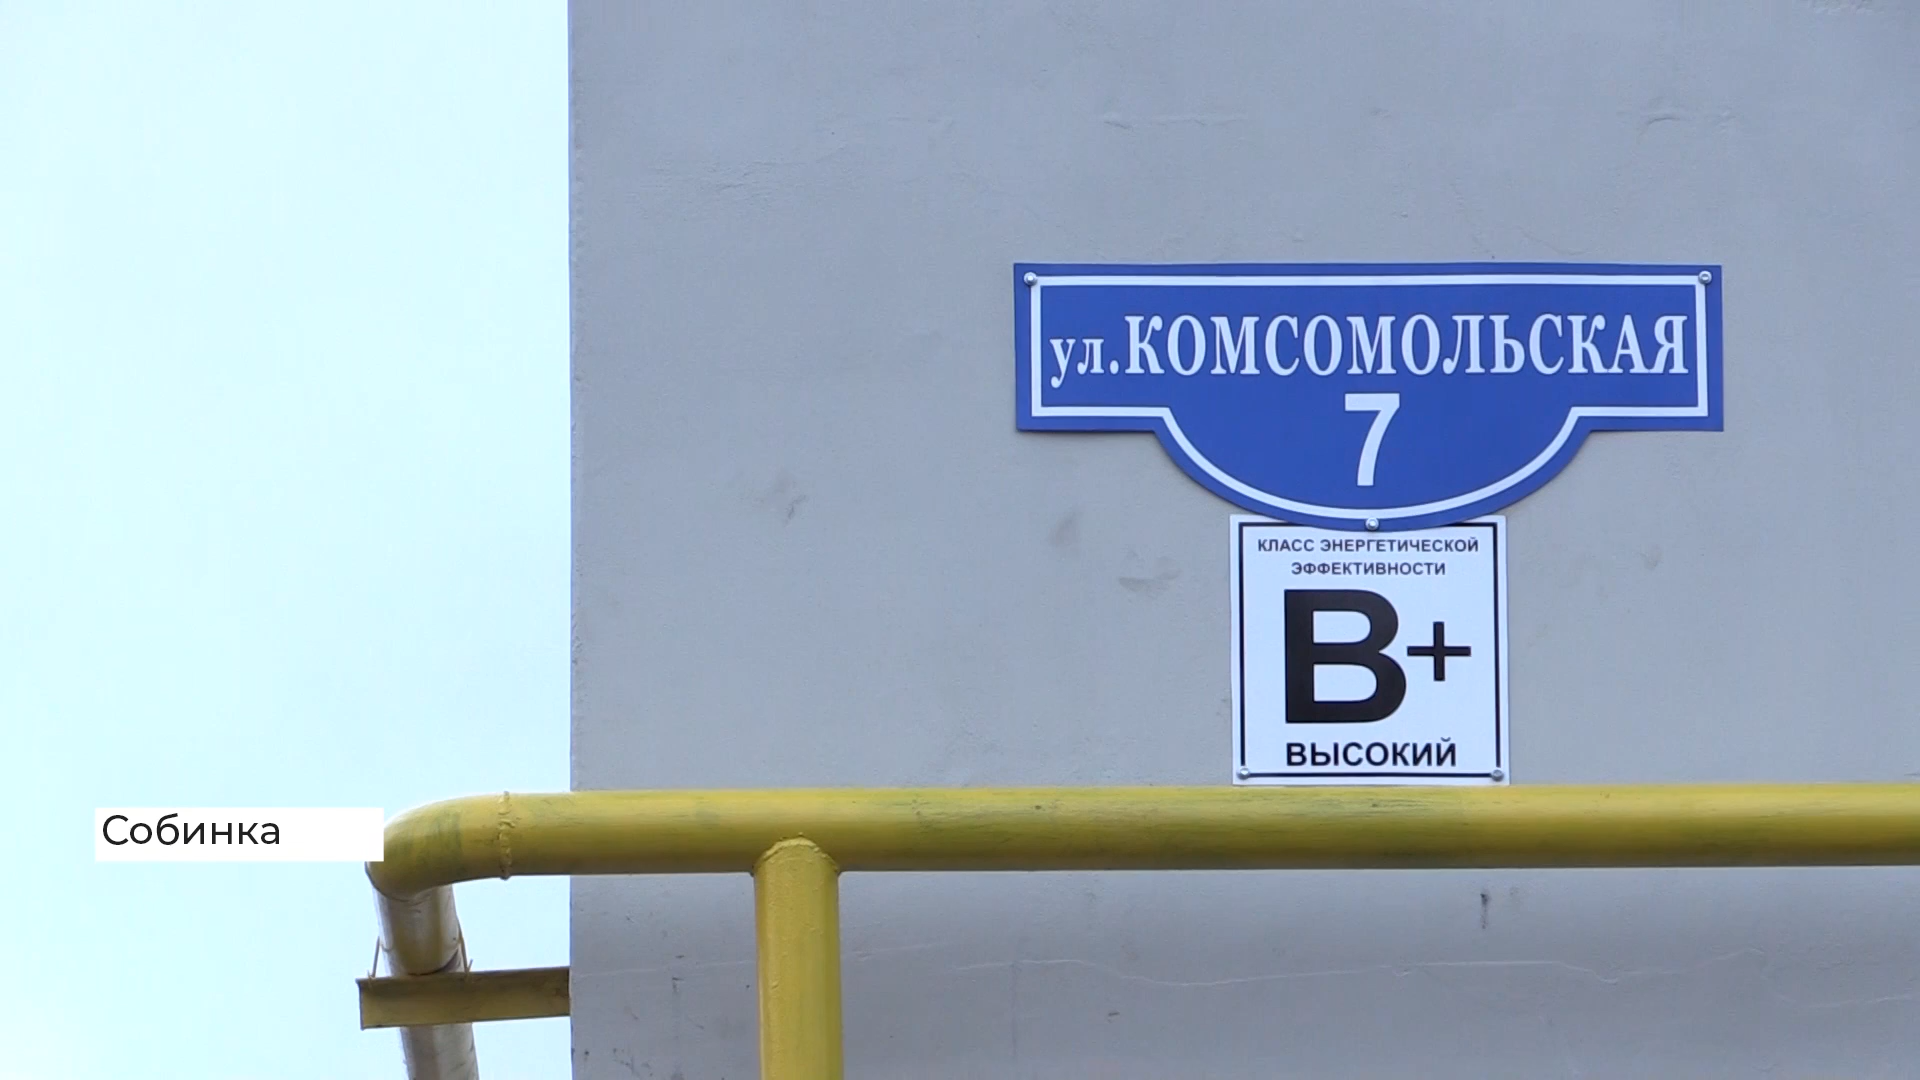 ул.КОМСОМОЛЬСКАЯ
7
КЛАСС ЭНЕРГЕТИЧЕСКОЙ
ЭФФЕКТИВНОСТИ
B+
ВЫСОКИЙ
Собинка